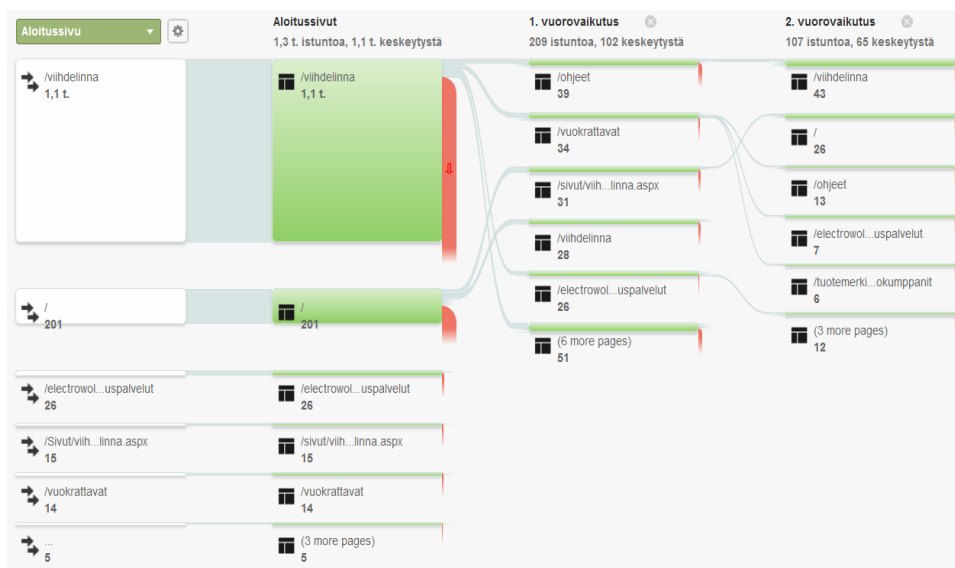 Aloitussivu
Aloitussivut
1,3 t. istuntoa, 1,1 t. keskeytystä
1. vuorovaikutus
209 istuntoa, 102 keskeytystä
2. vuorovaikutus
107 istuntoa, 65 keskeytystä
/viihdelinna
1,1 t.
/
201
/electrowol...uspalvelut
26
/Sivut/viih...linna.aspx
15
/vuokrattavat
14
...
5
/viihdelinna
1,1 t.
/
201
/electrowol...uspalvelut
26
/sivut/viih...linna.aspx
15
/vuokrattavat
14
(3 more pages)
5
/ohjeet
39
/vuokrattavat
34
/sivut/viih...linna.aspx
31
/viihdelinna
28
/electrowol...uspalvelut
26
(6 more pages)
51
/viihdelinna
43
/
26
/ohjeet
13
/electrowol...uspalvelut
7
/tuotemerki...okumppanit
6
(3 more pages)
12